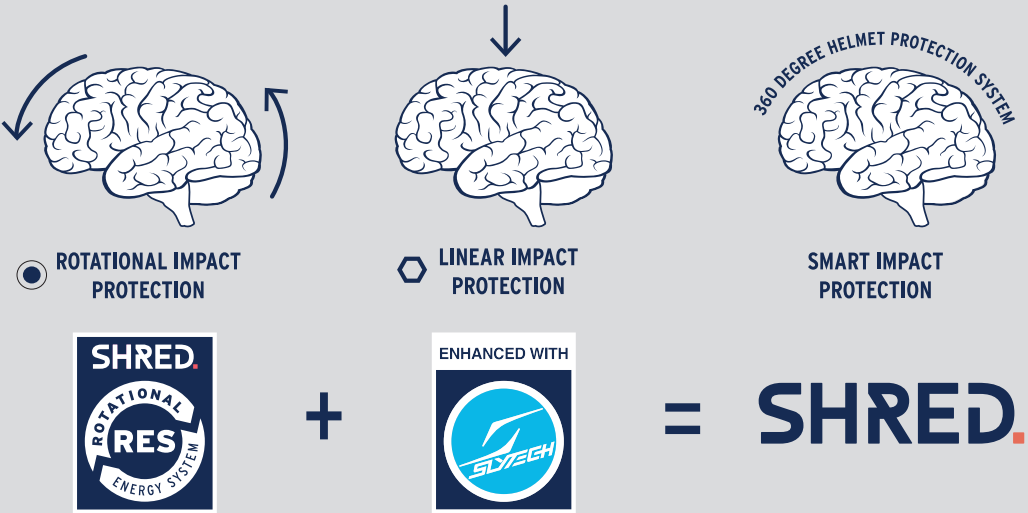 360 DEGREE HELMET PROTECTION SYSTEM
ROTATIONAL IMPACT
PROTECTION
LINEAR IMPACT
PROTECTION
SMART IMPACT
PROTECTION
SHRED.
ROTATIONAL
RES
ENERGY SYSTEM
+
ENHANCED WITH
SLYTECH
=
SHRED.